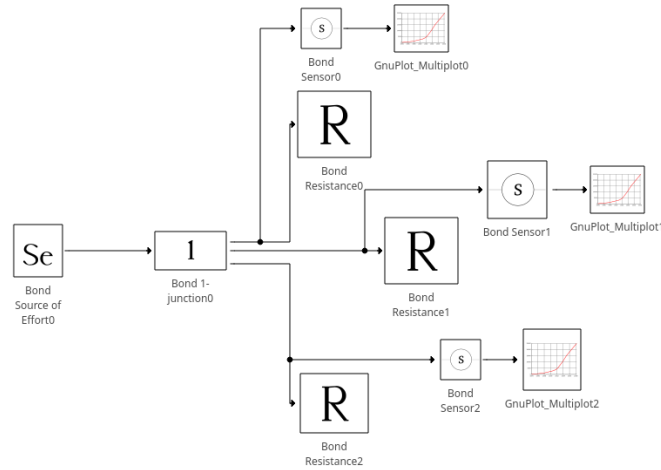 S
Bond
Sensor0
GnuPlot_Multiplot0
R
Bond
Resistance0
S
Bond Sensor1
GnuPlot_Multiplot1
Se
Bond
Source of
Effort0
1
Bond 1-
junction0
R
Bond
Resistance1
S
Bond
Sensor2
GnuPlot_Multiplot2
R
Bond
Resistance2